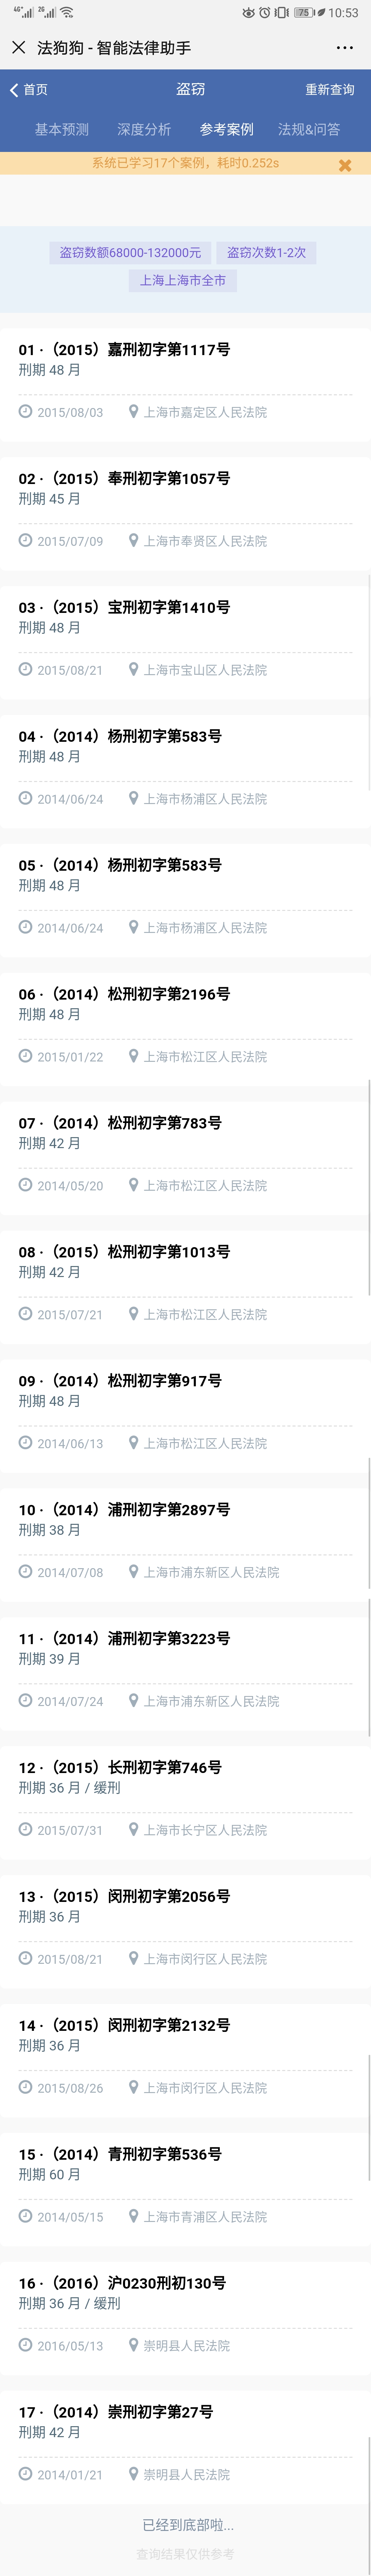 4G+ 2G 75 10:53
法狗狗 - 智能法律助手
首页 盗窃 重新查询
基本预测 深度分析 参考案例 法规&问答
系统已学习17个案例，耗时0.252s
盗窃数额68000-132000元 盗窃次数1-2次
上海上海市全市
01 ·（2015）嘉刑初字第1117号
刑期 48 月
2015/08/03 上海市嘉定区人民法院
02 ·（2015）奉刑初字第1057号
刑期 45 月
2015/07/09 上海市奉贤区人民法院
03 ·（2015）宝刑初字第1410号
刑期 48 月
2015/08/21 上海市宝山区人民法院
04 ·（2014）杨刑初字第583号
刑期 48 月
2014/06/24 上海市杨浦区人民法院
05 ·（2014）杨刑初字第583号
刑期 48 月
2014/06/24 上海市杨浦区人民法院
06 ·（2014）松刑初字第2196号
刑期 48 月
2015/01/22 上海市松江区人民法院
07 ·（2014）松刑初字第783号
刑期 42 月
2014/05/20 上海市松江区人民法院
08 ·（2015）松刑初字第1013号
刑期 42 月
2015/07/21 上海市松江区人民法院
09 ·（2014）松刑初字第917号
刑期 48 月
2014/06/13 上海市松江区人民法院
10 ·（2014）浦刑初字第2897号
刑期 38 月
2014/07/08 上海市浦东新区人民法院
11 ·（2014）浦刑初字第3223号
刑期 39 月
2014/07/24 上海市浦东新区人民法院
12 ·（2015）长刑初字第746号
刑期 36 月 / 缓刑
2015/07/31 上海市长宁区人民法院
13 ·（2015）闵刑初字第2056号
刑期 36 月
2015/08/21 上海市闵行区人民法院
14 ·（2015）闵刑初字第2132号
刑期 36 月
2015/08/26 上海市闵行区人民法院
15 ·（2014）青刑初字第536号
刑期 60 月
2014/05/15 上海市青浦区人民法院
16 ·（2016）沪0230刑初130号
刑期 36 月 / 缓刑
2016/05/13 崇明县人民法院
17 ·（2014）崇刑初字第27号
刑期 42 月
2014/01/21 崇明县人民法院
已经到底部啦...
查询结果仅供参考